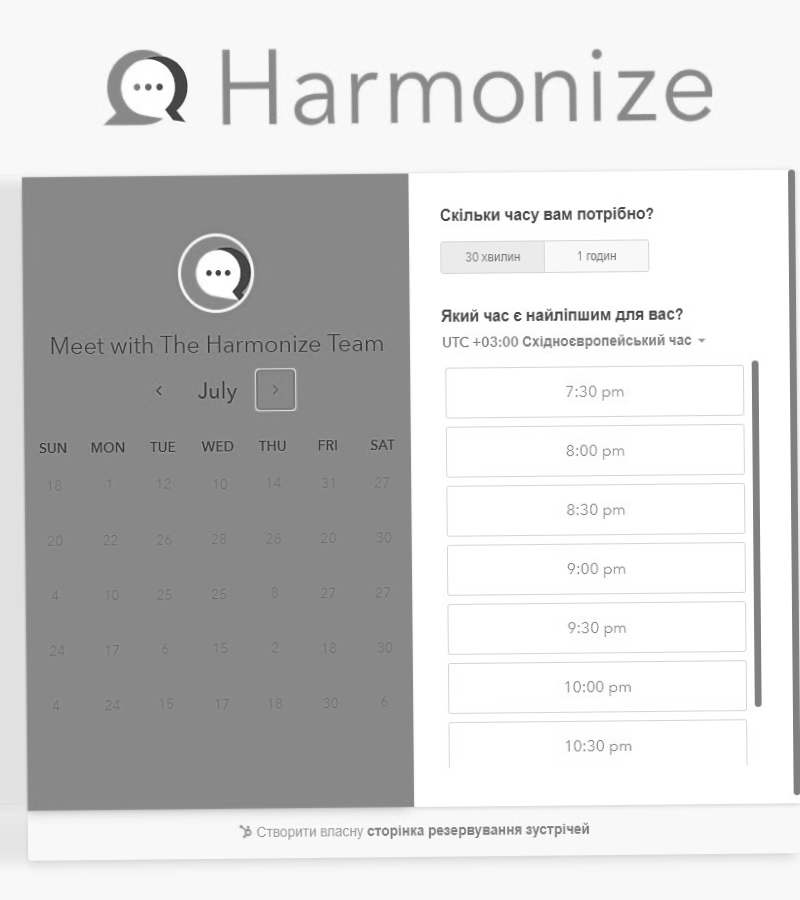 Harmonize
Meet with The Harmonize Team
July
SUN MON TUE WED THU FRI SAT
18 1 12 10 14 31 27
20 22 26 28 28 20 30
4 10 25 25 8 27 27
24 17 6 15 2 18 30
4 24 15 17 18 30 6
Скільки часу вам потрібно?
30 хвилин 1 годин
Який час є найліпшим для вас?
UTC +03:00 Східноєвропейський час
7:30 pm
8:00 pm
8:30 pm
9:00 pm
9:30 pm
10:00 pm
10:30 pm
Створити власну сторінка резервування зустрічей